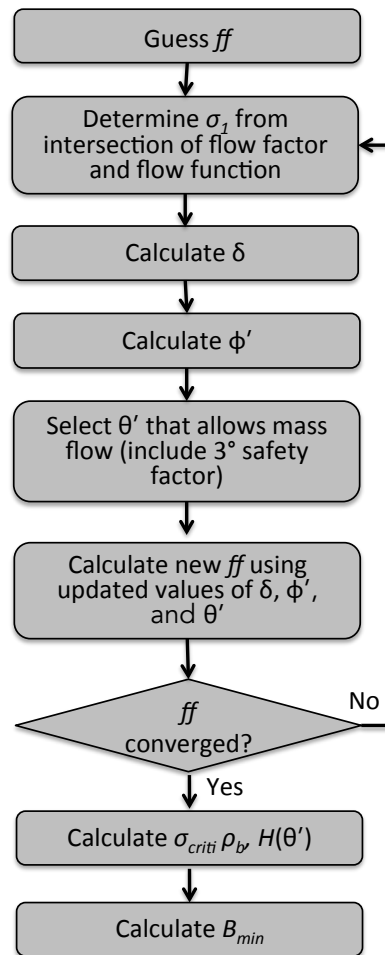 Guess ff
Determine σ₁ from
intersection of flow factor
and flow function
Calculate δ
Calculate ϕ′
Select θ′ that allows mass
flow (include 3° safety
factor)
Calculate new ff using
updated values of δ, ϕ′,
and θ′
ff
converged?
No
Yes
Calculate σcriti ρb, H(θ′)
Calculate Bmin